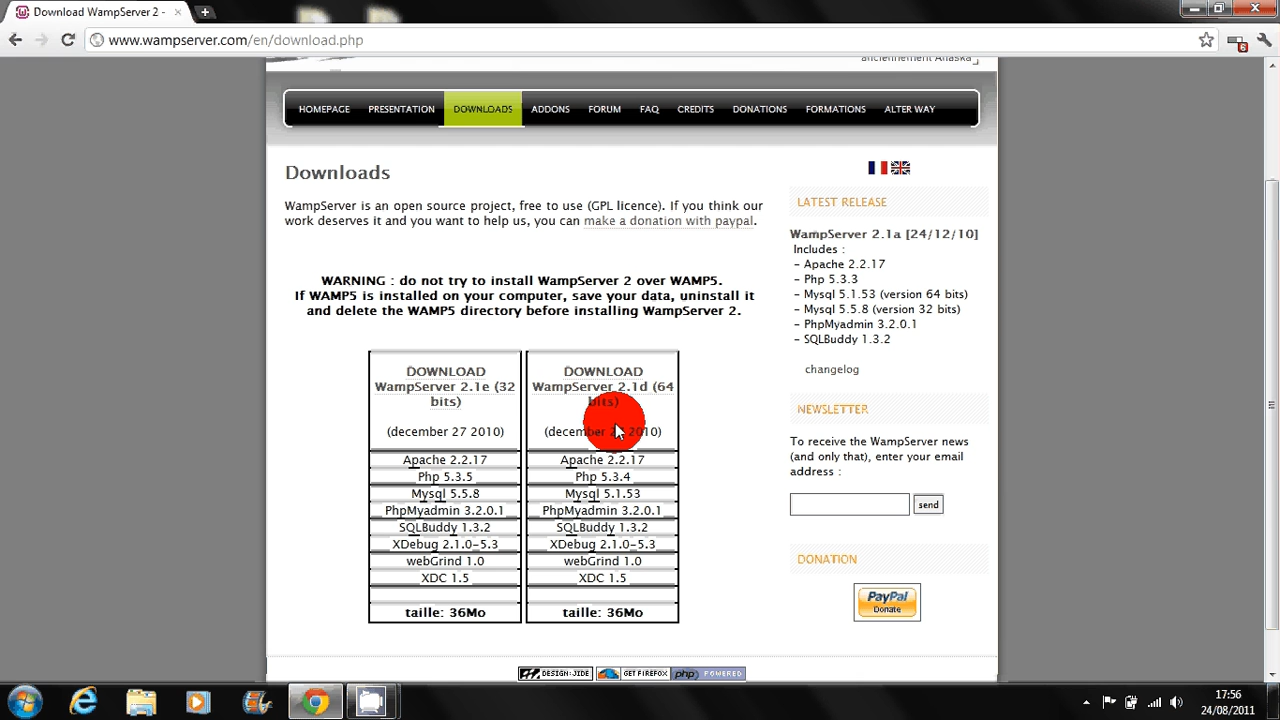 Download WampServer 2 -
www.wampserver.com/en/download.php
HOMEPAGE PRESENTATION DOWNLOADS ADDONS FORUM FAQ CREDITS DONATIONS FORMATIONS ALTER WAY
Downloads
WampServer is an open source project, free to use (GPL licence). If you think our
work deserves it and you want to help us, you can make a donation with paypal.
WARNING : do not try to install WampServer 2 over WAMP5.
If WAMP5 is installed on your computer, save your data, uninstall it
and delete the WAMP5 directory before installing WampServer 2.
DOWNLOAD
WampServer 2.1e (32
bits)
(december 27 2010)
Apache 2.2.17
Php 5.3.5
Mysql 5.5.8
PhpMyadmin 3.2.0.1
SQLBuddy 1.3.2
XDebug 2.1.0-5.3
webGrind 1.0
XDC 1.5
taille: 36Mo
DOWNLOAD
WampServer 2.1d (64
bits)
(december 2010)
Apache 2.2.17
Php 5.3.4
Mysql 5.1.53
PhpMyadmin 3.2.0.1
SQLBuddy 1.3.2
XDebug 2.1.0-5.3
webGrind 1.0
XDC 1.5
taille: 36Mo
LATEST RELEASE
WampServer 2.1a [24/12/10]
Includes :
- Apache 2.2.17
- Php 5.3.3
- Mysql 5.1.53 (version 64 bits)
- Mysql 5.5.8 (version 32 bits)
- PhpMyadmin 3.2.0.1
- SQLBuddy 1.3.2
changelog
NEWSLETTER
To receive the WampServer news
(and only that), enter your email
address :
send
DONATION
PayPal
Donate
DESIGN:JIDE GET FIREFOX php POWERED
17:56
24/08/2011